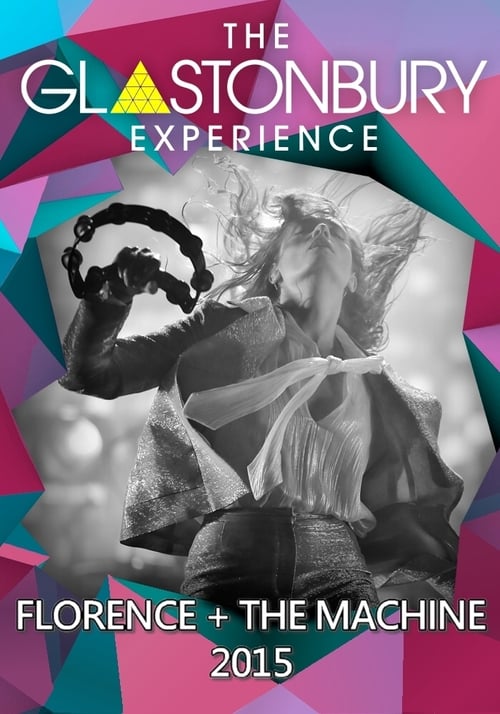 THE
GLASTONBURY
EXPERIENCE
FLORENCE + THE MACHINE
2015